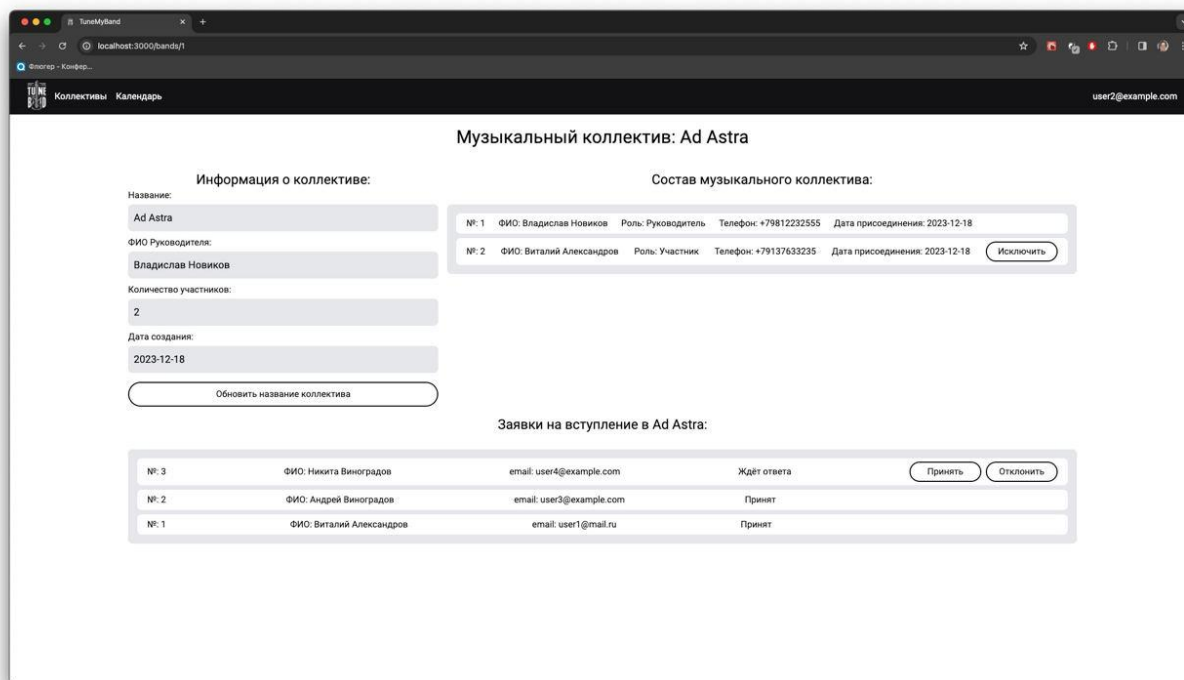 TuneMyBand
localhost:3000/bands/1
Флюгер - Конфер...
TUNE
Коллективы Календарь user2@example.com
Музыкальный коллектив: Ad Astra
Информация о коллективе:
Название:
Ad Astra
ФИО Руководителя:
Владислав Новиков
Количество участников:
2
Дата создания:
2023-12-18
Обновить название коллектива
Состав музыкального коллектива:
№: 1 ФИО: Владислав Новиков Роль: Руководитель Телефон: +79812232555 Дата присоединения: 2023-12-18
№: 2 ФИО: Виталий Александров Роль: Участник Телефон: +79137633235 Дата присоединения: 2023-12-18 Исключить
Заявки на вступление в Ad Astra:
№: 3 ФИО: Никита Виноградов email: user4@example.com Ждёт ответа Принять Отклонить
№: 2 ФИО: Андрей Виноградов email: user3@example.com Принят
№: 1 ФИО: Виталий Александров email: user1@mail.ru Принят